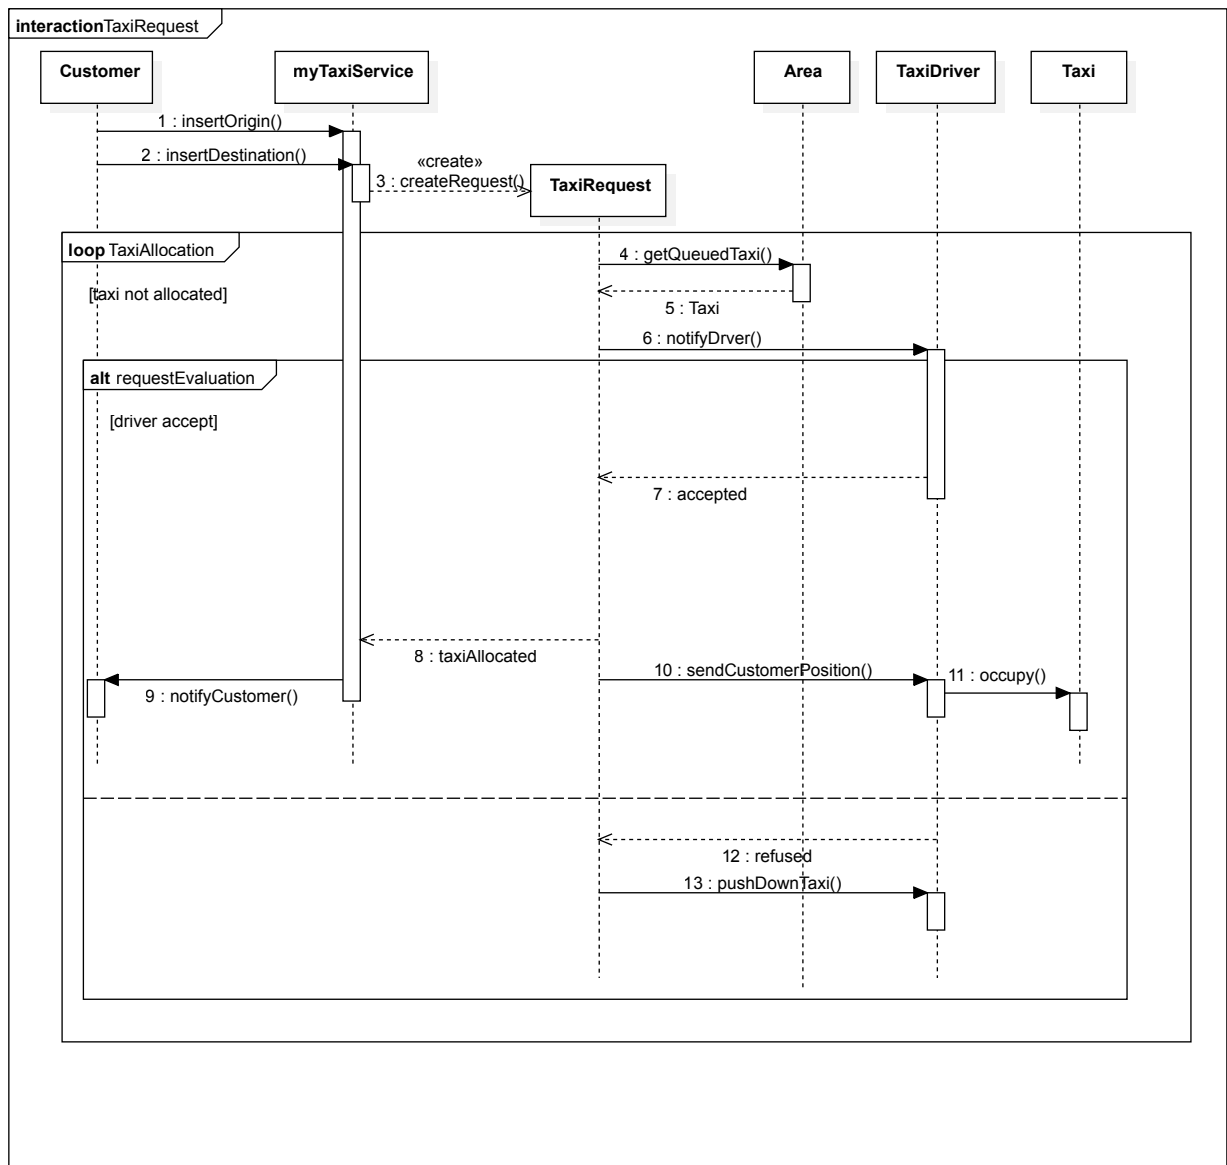 interactionTaxiRequest
Customer
myTaxiService
Area
TaxiDriver
Taxi
1 : insertOrigin()
2 : insertDestination()
«create»
3 : createRequest()
TaxiRequest
loop TaxiAllocation
4 : getQueuedTaxi()
[taxi not allocated]
5 : Taxi
6 : notifyDrver()
alt requestEvaluation
[driver accept]
7 : accepted
8 : taxiAllocated
10 : sendCustomerPosition()
11 : occupy()
9 : notifyCustomer()
12 : refused
13 : pushDownTaxi()